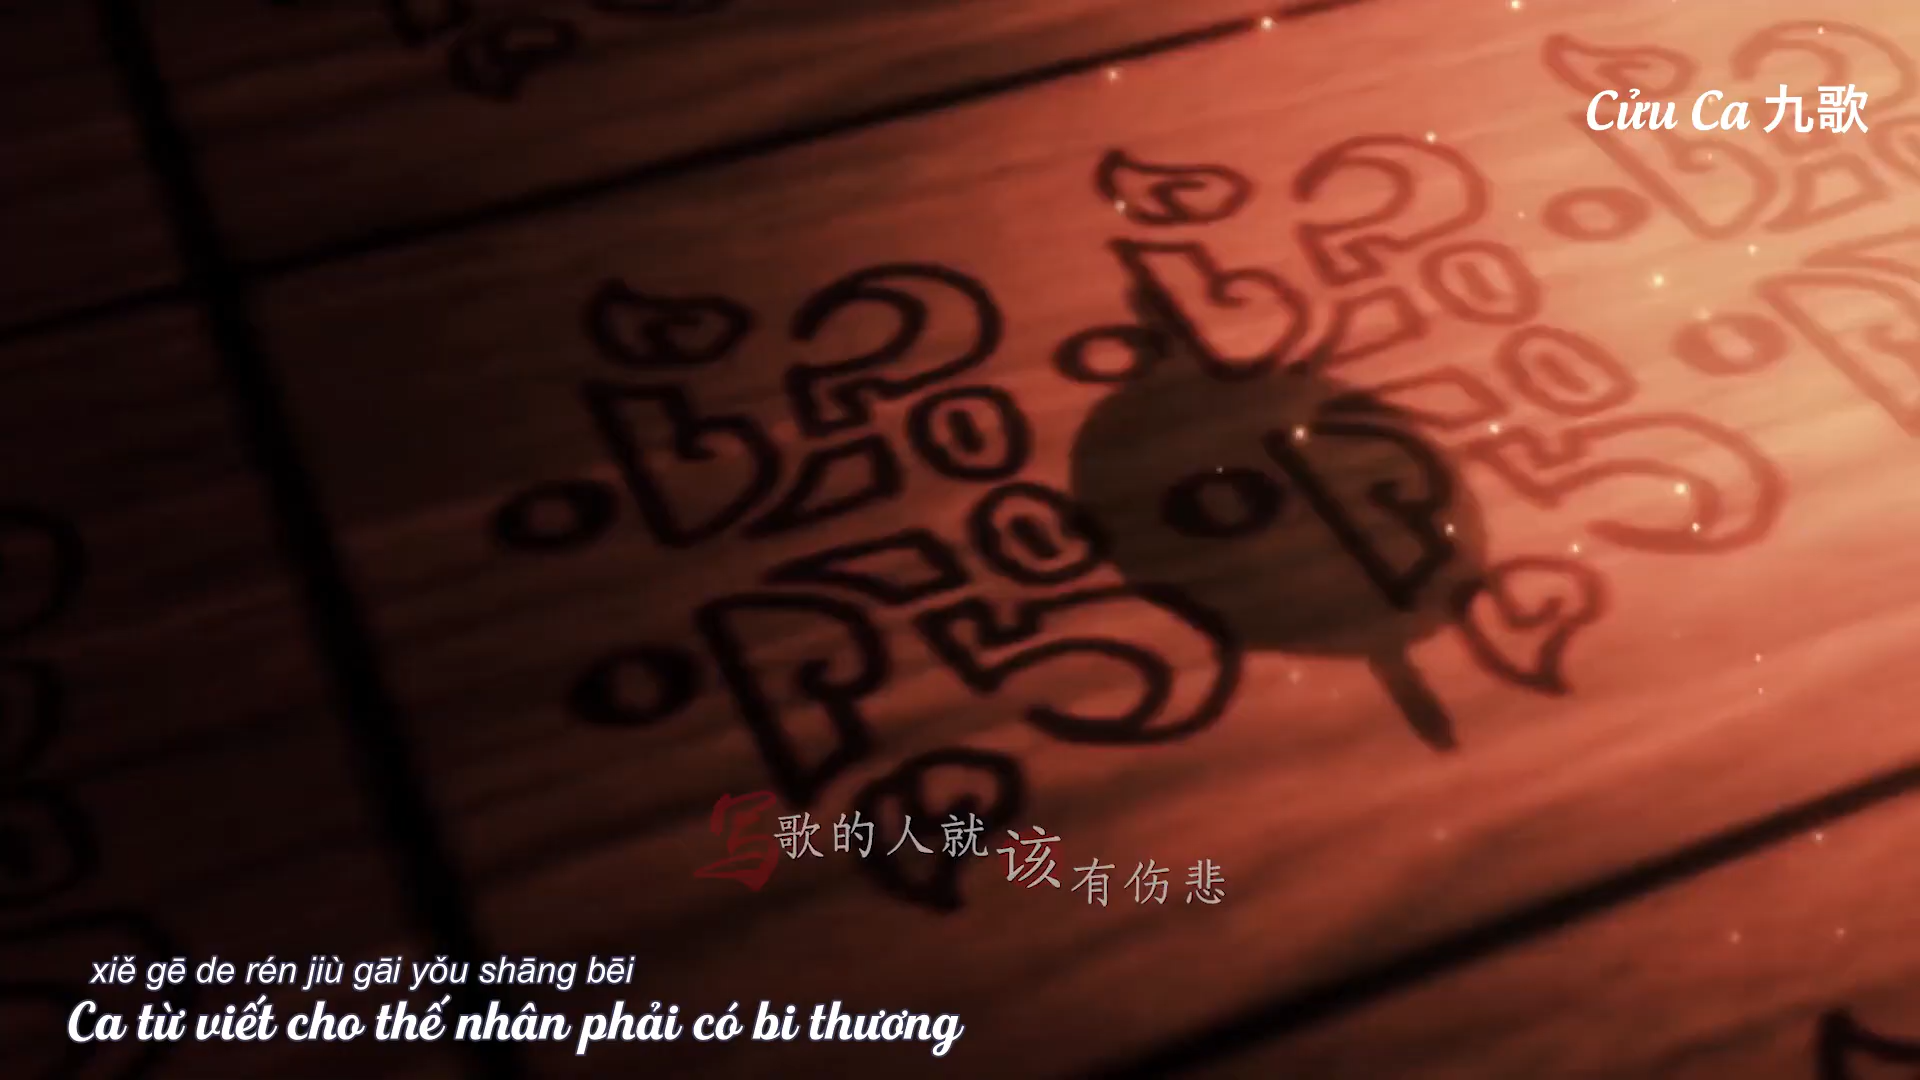 Cửu Ca 九歌
写歌的人就该有伤悲
xiě gē de rén jiù gāi yǒu shāng bēi
Ca từ viết cho thế nhân phải có bi thương